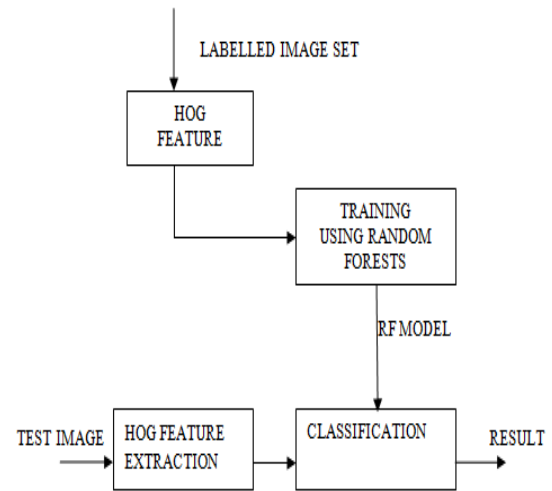 LABELLED IMAGE SET
HOG
FEATURE
TRAINING
USING RANDOM
FORESTS
RF MODEL
TEST IMAGE
HOG FEATURE
EXTRACTION
CLASSIFICATION
RESULT